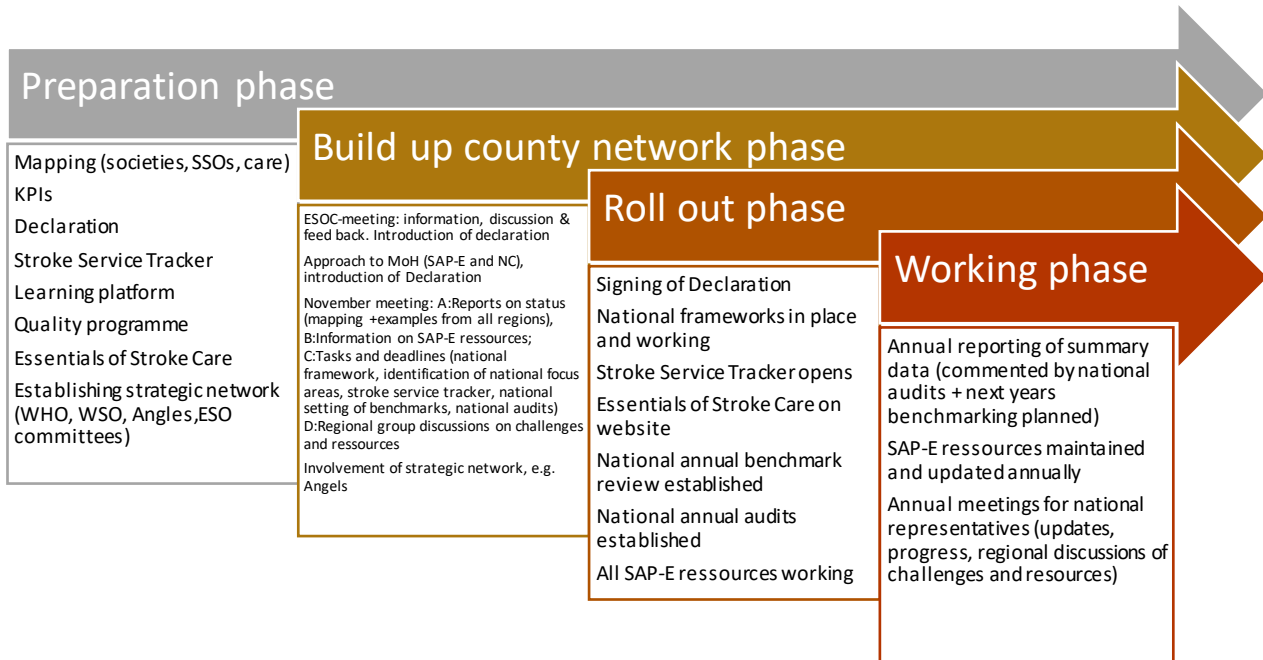 Preparation phase
Mapping (societies, SSOs, care)
KPIs
Declaration
Stroke Service Tracker
Learning platform
Quality programme
Essentials of Stroke Care
Establishing strategic network
(WHO, WSO, Angles,ESO
committees)
Build up county network phase
ESOC-meeting: information, discussion &
feed back. Introduction of declaration
Approach to MoH (SAP-E and NC),
introduction of Declaration
November meeting: A:Reports on status
(mapping +examples from all regions),
B:Information on SAP-E ressources;
C:Tasks and deadlines (national
framework, identification of national focus
areas, stroke service tracker, national
setting of benchmarks, national audits)
D:Regional group discussions on challenges
and ressources
Involvement of strategic network, e.g.
Angels
Roll out phase
Signing of Declaration
National frameworks in place
and working
Stroke Service Tracker opens
Essentials of Stroke Care on
website
National annual benchmark
review established
National annual audits
established
All SAP-E ressources working
Working phase
Annual reporting of summary
data (commented by national
audits + next years
benchmarking planned)
SAP-E ressources maintained
and updated annually
Annual meetings for national
representatives (updates,
progress, regional discussions of
challenges and resources)